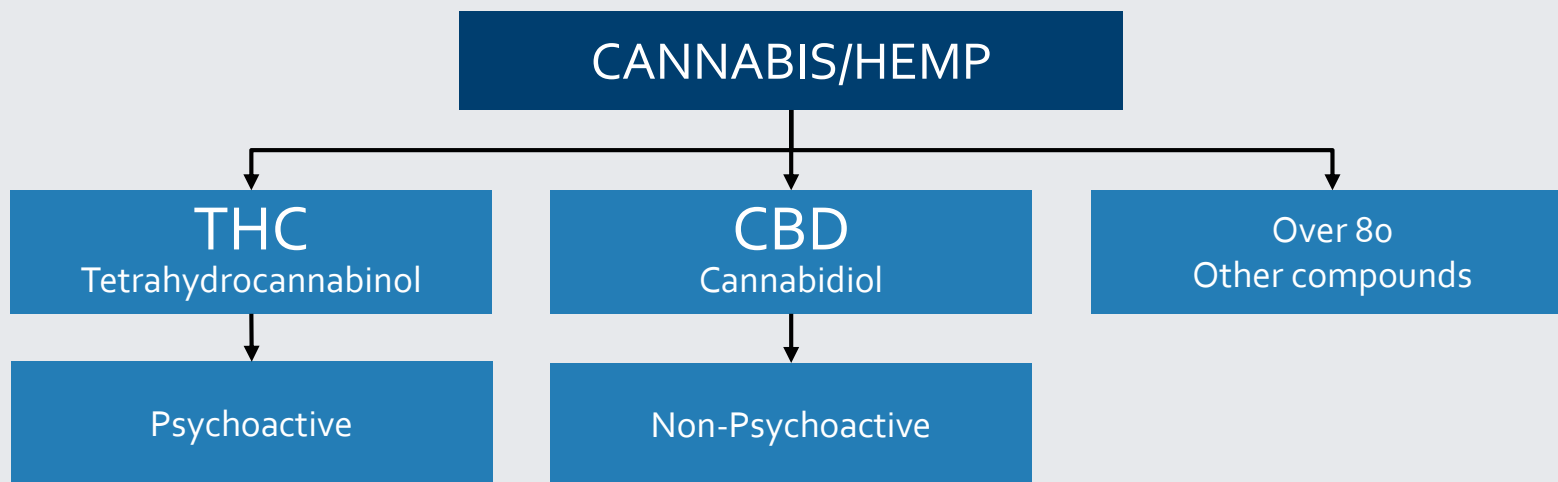 CANNABIS/HEMP
THC
Tetrahydrocannabinol
CBD
Cannabidiol
Over 80
Other compounds
Psychoactive
Non-Psychoactive